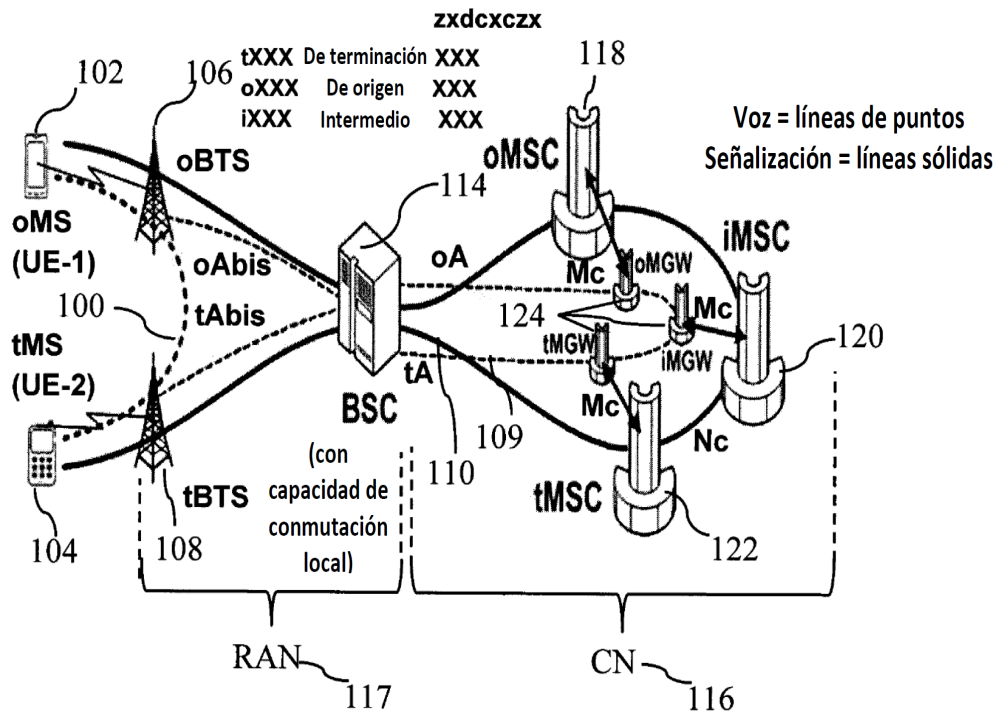 zxdcxczx
tXXX De terminación XXX
oXXX De origen XXX
iXXX Intermedio XXX
Voz = líneas de puntos
Señalización = líneas sólidas
102
106
118
oMS
(UE-1)
oBTS
114
oMSC
iMSC
oAbis
oA
Mc
oMGW
100
tAbis
124
Mc
tMS
(UE-2)
tMGW
iMGW
120
tA
BSC
109
Mc
Nc
110
tBTS
(con
capacidad de
conmutación
local)
tMSC
104
108
122
RAN
117
CN
116